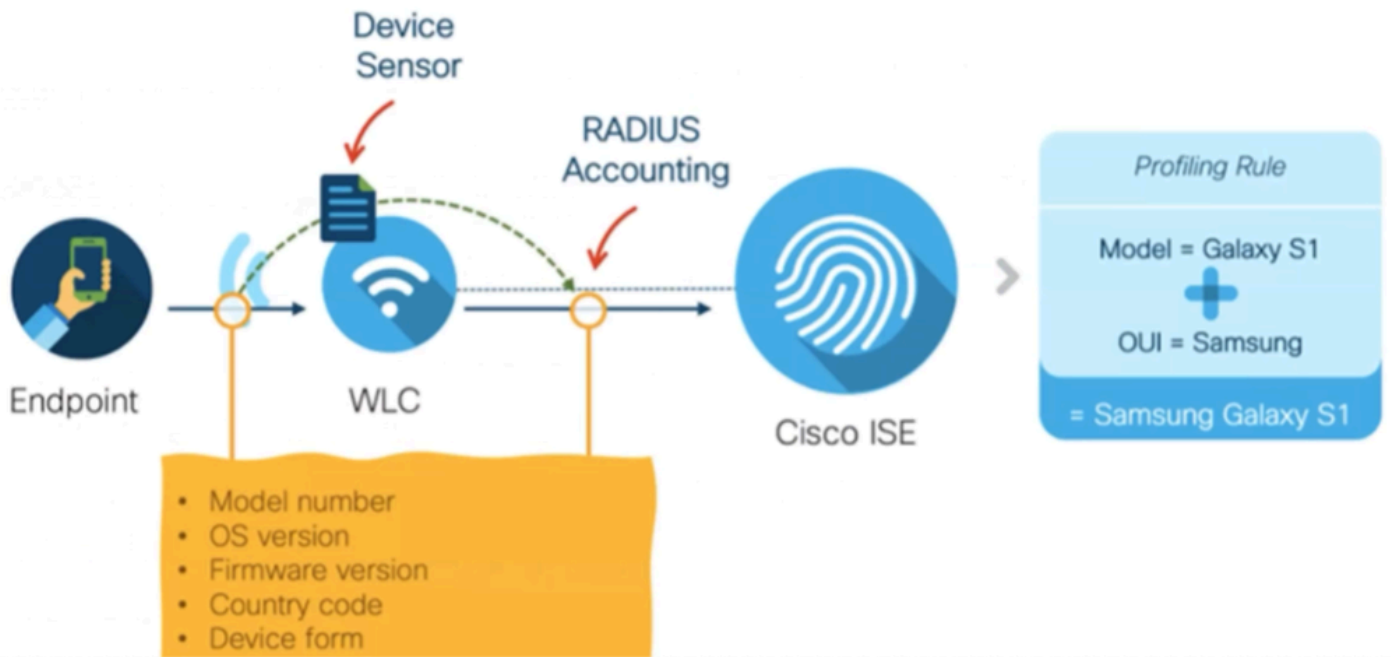 Device
Sensor
RADIUS
Accounting
Endpoint
WLC
Cisco ISE
Profiling Rule
Model = Galaxy S1
OUI = Samsung
= Samsung Galaxy S1
• Model number
• OS version
• Firmware version
• Country code
• Device form